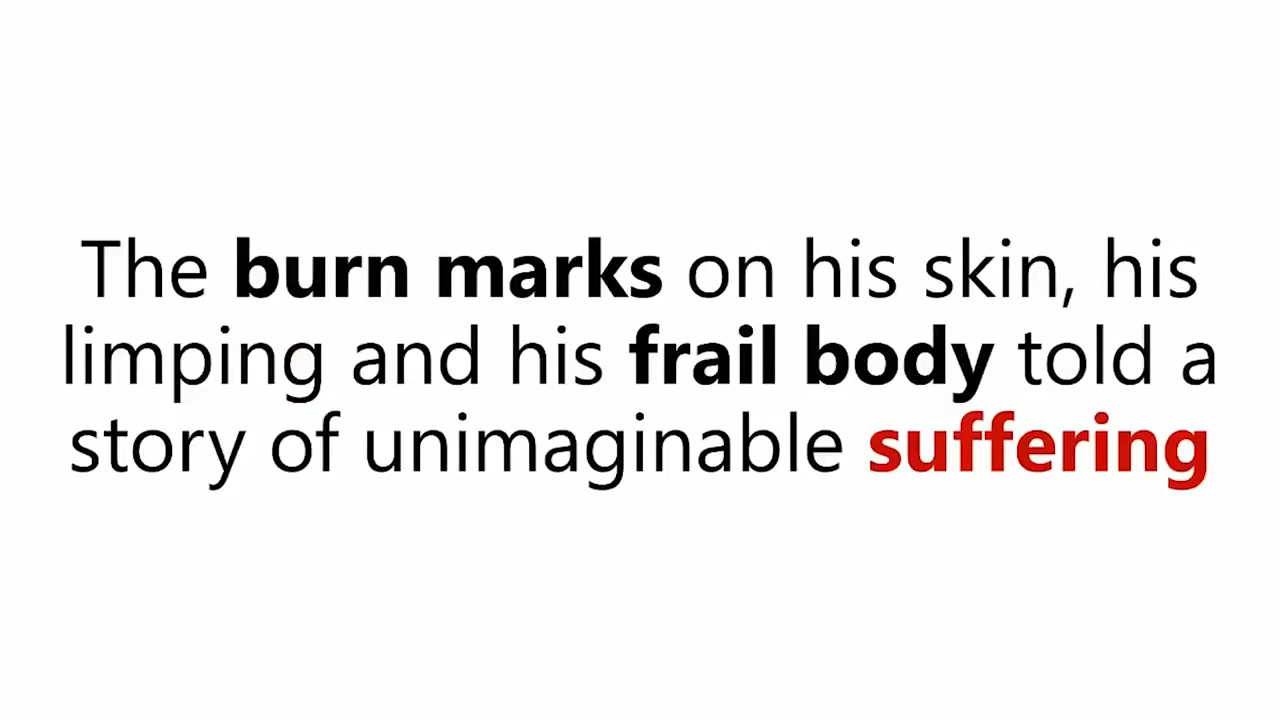 The burn marks on his skin, his
limping and his frail body told a
story of unimaginable suffering